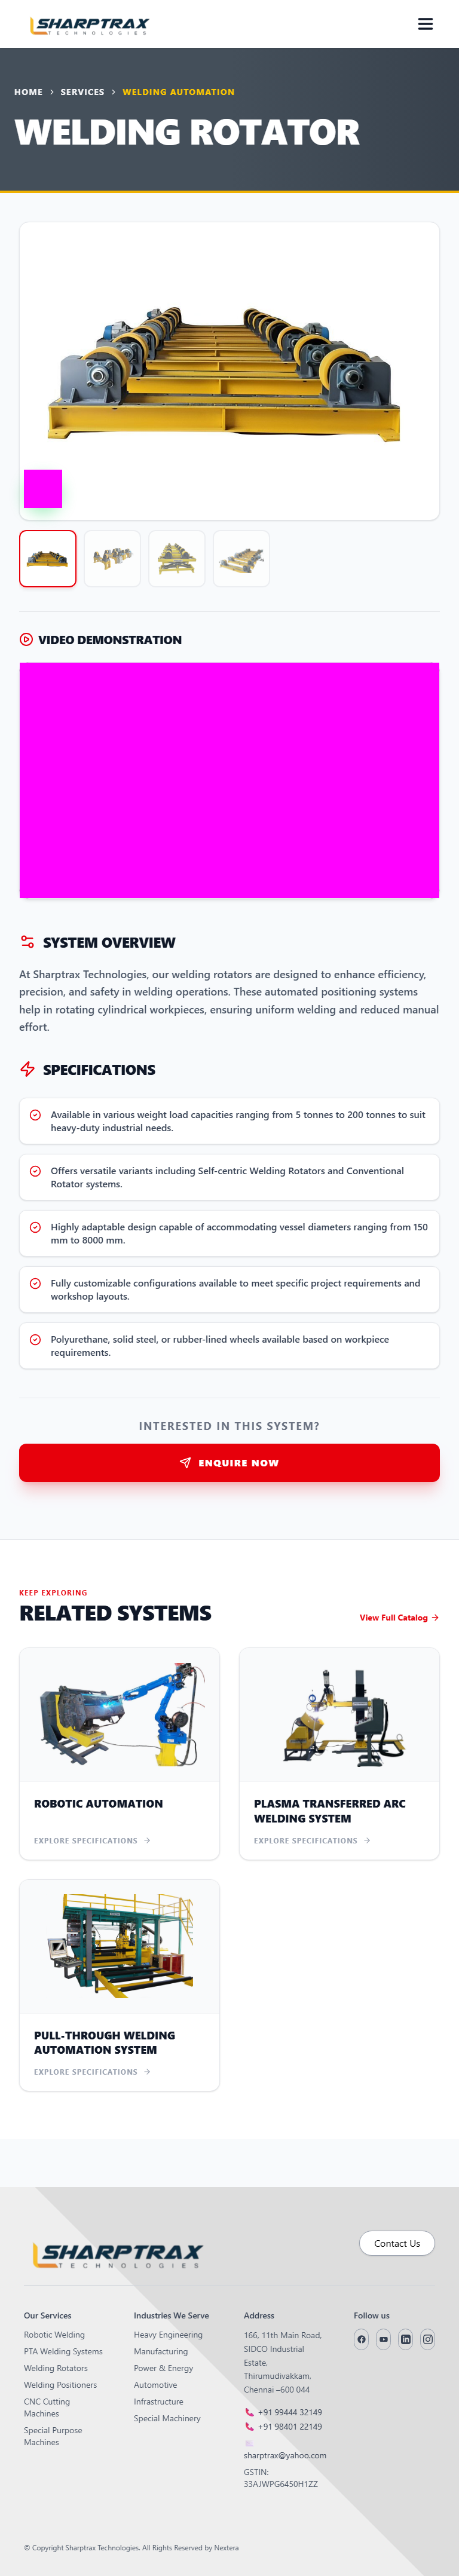 SHARPTRAX
TECHNOLOGIES
HOME > SERVICES > WELDING AUTOMATION
WELDING ROTATOR
VIDEO DEMONSTRATION
SYSTEM OVERVIEW
At Sharptrax Technologies, our welding rotators are designed to enhance efficiency,
precision, and safety in welding operations. These automated positioning systems
help in rotating cylindrical workpieces, ensuring uniform welding and reduced manual
effort.
SPECIFICATIONS
Available in various weight load capacities ranging from 5 tonnes to 200 tonnes to suit
heavy-duty industrial needs.
Offers versatile variants including Self-centric Welding Rotators and Conventional
Rotator systems.
Highly adaptable design capable of accommodating vessel diameters ranging from 150
mm to 8000 mm.
Fully customizable configurations available to meet specific project requirements and
workshop layouts.
Polyurethane, solid steel, or rubber-lined wheels available based on workpiece
requirements.
INTERESTED IN THIS SYSTEM?
ENQUIRE NOW
KEEP EXPLORING
RELATED SYSTEMS
View Full Catalog →
ROBOTIC AUTOMATION
EXPLORE SPECIFICATIONS →
PLASMA TRANSFERRED ARC
WELDING SYSTEM
EXPLORE SPECIFICATIONS →
PULL-THROUGH WELDING
AUTOMATION SYSTEM
EXPLORE SPECIFICATIONS →
SHARPTRAX
TECHNOLOGIES
Contact Us
Our Services
Robotic Welding
PTA Welding Systems
Welding Rotators
Welding Positioners
CNC Cutting
Machines
Special Purpose
Machines
Industries We Serve
Heavy Engineering
Manufacturing
Power & Energy
Automotive
Infrastructure
Special Machinery
Address
166, 11th Main Road,
SIDCO Industrial
Estate,
Thirumudivakkam,
Chennai –600 044
+91 99444 32149
+91 98401 22149
sharptrax@yahoo.com
GSTIN:
33AJWPG6450H1ZZ
Follow us
© Copyright Sharptrax Technologies. All Rights Reserved by Nextera